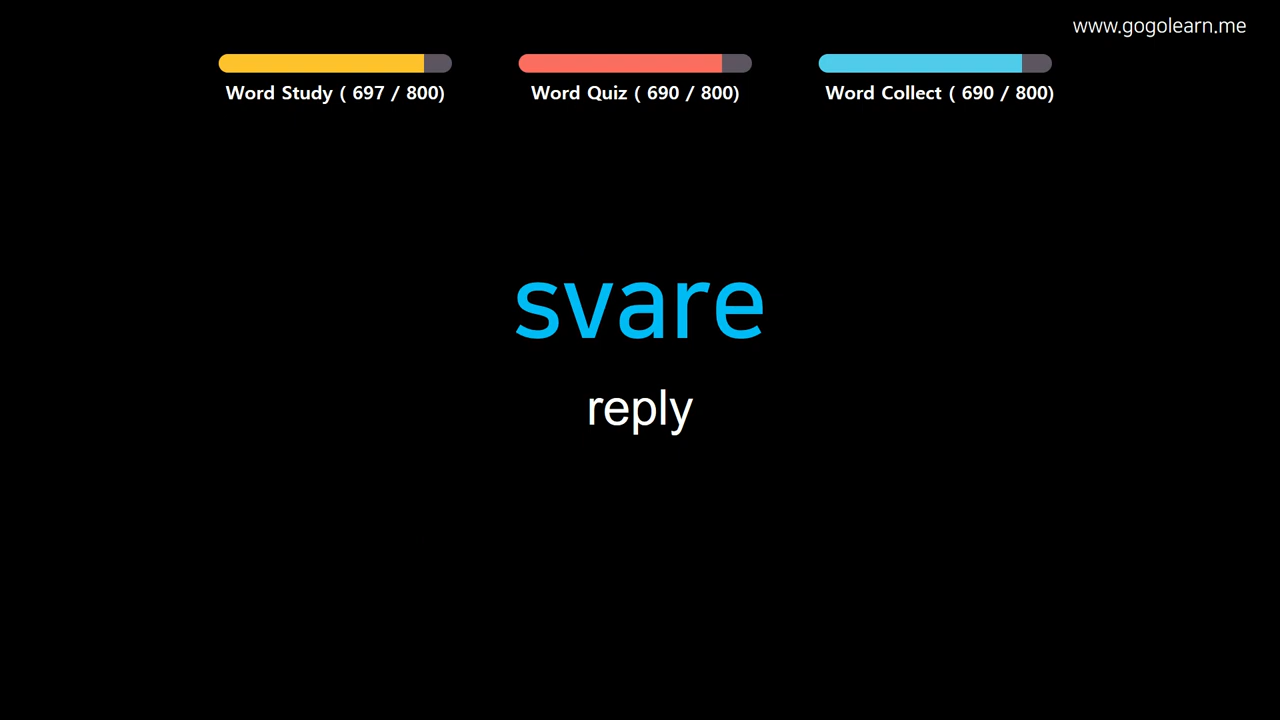 www.gogolearn.me
Word Study ( 697 / 800)
Word Quiz ( 690 / 800)
Word Collect ( 690 / 800)
svare
reply